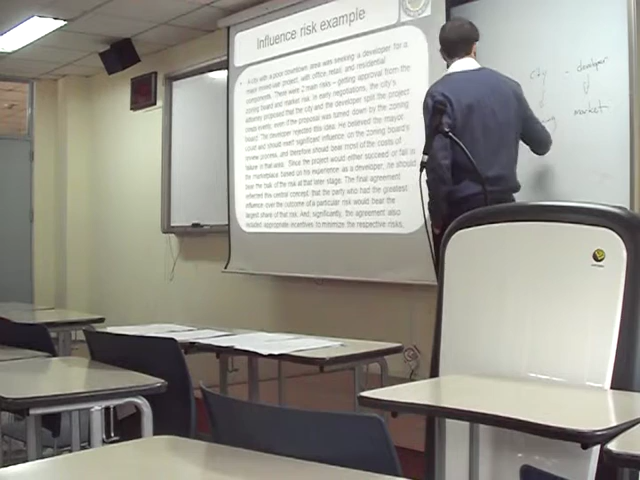 Influence risk example
• A city with a poor downtown area was seeking a developer for a
major mixed-use project, with office, retail, and residential
components. There were 2 main risks – getting approval from the
zoning board and market risk. In early negotiations, the city's
attorney proposed that the city and the developer split the project
costs evenly, even if the proposal was turned down by the zoning
board. The developer rejected this idea. He believed the mayor
could and should exert significant influence on the zoning board's
review process, and therefore should bear most of the costs of
failure in that area. Since the project would either succeed or fail in
the marketplace based on his experience as a developer, he should
bear the risk of the risk at that later stage. The final agreement
reflected this central concept, that the party who had the greatest
influence over the outcome of a particular risk would bear the
largest share of that risk. And, significantly, the agreement also
included appropriate incentives to minimize the respective risks.
city - developer
market